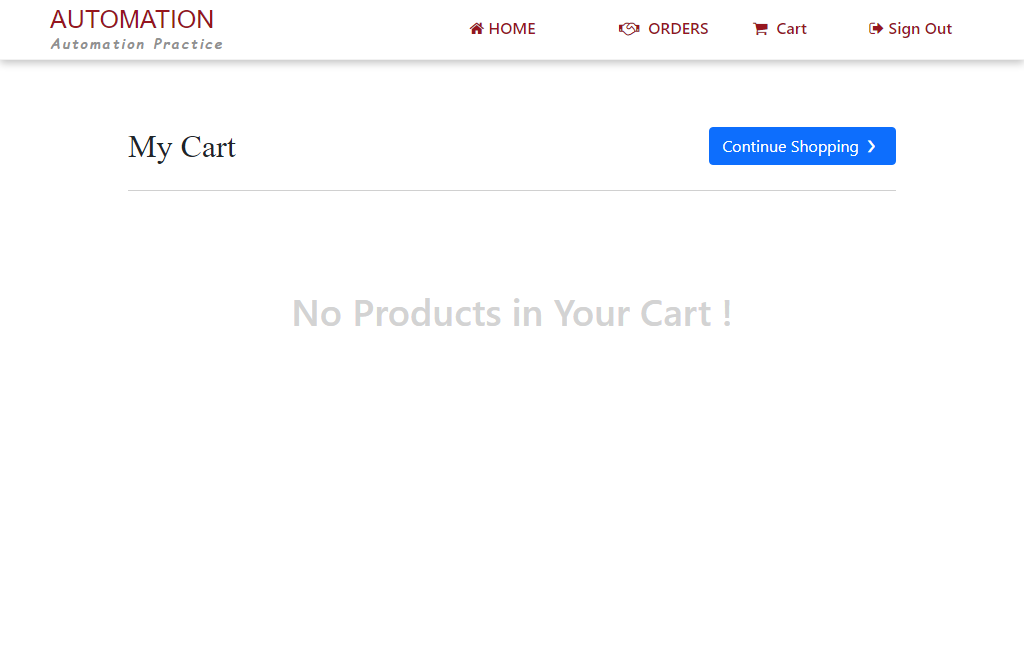 AUTOMATION
Automation Practice
HOME
ORDERS
Cart
Sign Out
My Cart
Continue Shopping ❯
No Products in Your Cart !